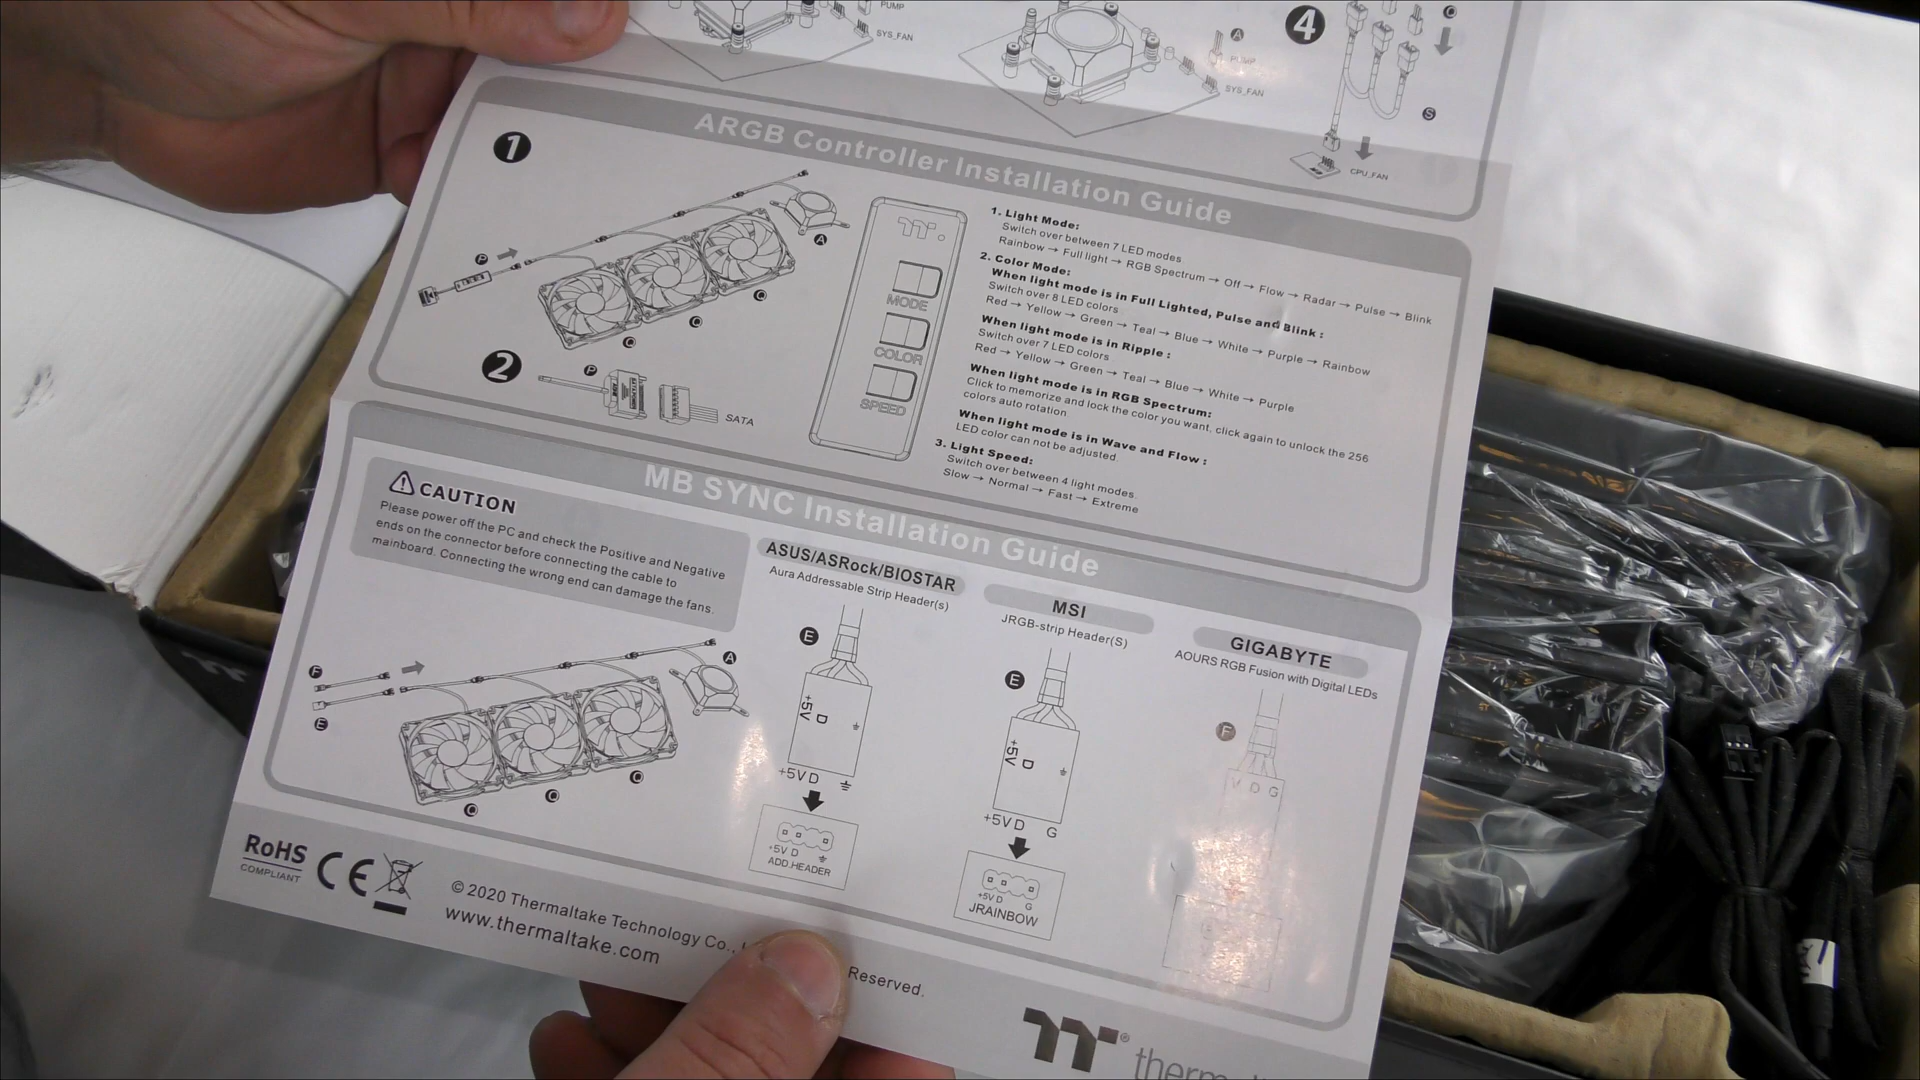 PUMP
SYS_FAN
A
PUMP
SYS_FAN
4
C
S
CPU_FAN
ARGB Controller Installation Guide
1
P
A
C
C
C
2
P
SATA
MODE
COLOR
SPEED
1. Light Mode:
Switch over between 7 LED modes
Rainbow → Full light → RGB Spectrum → Off → Flow → Radar → Pulse → Blink
2. Color Mode:
When light mode is in Full Lighted, Pulse and Blink :
Switch over 8 LED colors
Red → Yellow → Green → Teal → Blue → White → Purple → Rainbow
When light mode is in Ripple :
Switch over 7 LED colors
Red → Yellow → Green → Teal → Blue → White → Purple
When light mode is in RGB Spectrum:
Click to memorize and lock the color you want, click again to unlock the 256
colors auto rotation
When light mode is in Wave and Flow :
LED color can not be adjusted.
3. Light Speed:
Switch over between 4 light modes.
Slow → Normal → Fast → Extreme
MB SYNC Installation Guide
CAUTION
Please power off the PC and check the Positive and Negative
ends on the connector before connecting the cable to
mainboard. Connecting the wrong end can damage the fans.
F
E
A
C
C
C
ASUS/ASRock/BIOSTAR
Aura Addressable Strip Header(s)
E
+5V D
+5V D
+5V D
ADD.HEADER
MSI
JRGB-strip Header(S)
E
+5V D
+5V D G
+5V D G
JRAINBOW
GIGABYTE
AOURS RGB Fusion with Digital LEDs
F
V D G
RoHS
COMPLIANT
CE
© 2020 Thermaltake Technology Co.,
Reserved.
www.thermaltake.com